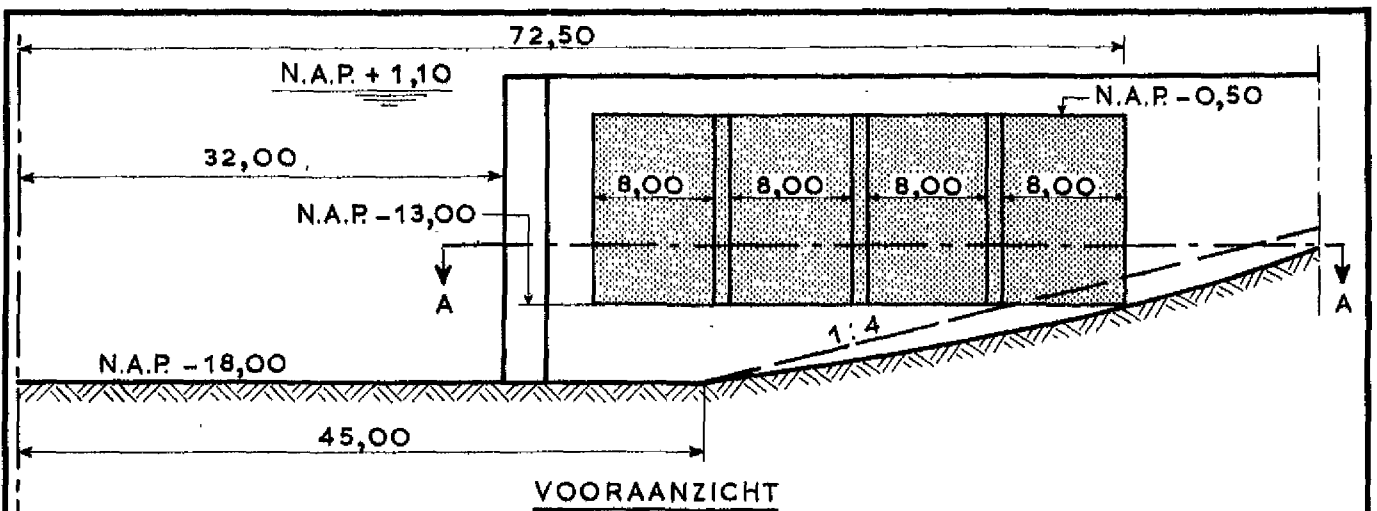 72,50
N.A.P. + 1,10
N.A.P. -0,50
32,00
8,00 8,00 8,00 8,00
N.A.P. -13,00
A A
1:4
N.A.P. -18,00
45,00
VOORAANZICHT